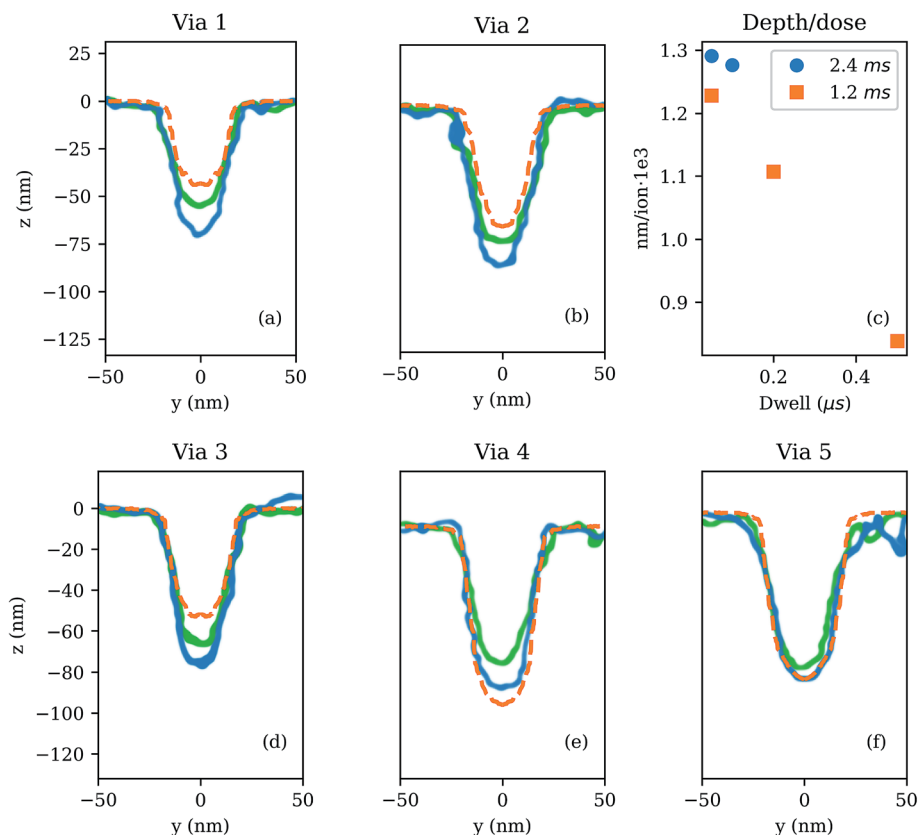 Via 1
Via 2
Depth/dose
25
0
−25
−50
−75
−100
−125
z (nm)
−50
0
50
y (nm)
(a)
−50
0
50
y (nm)
(b)
1.3
1.2
1.1
1.0
0.9
nm/ion·1e3
2.4 ms
1.2 ms
(c)
0.2
0.4
Dwell (μs)
Via 3
Via 4
Via 5
0
−20
−40
−60
−80
−100
−120
z (nm)
(d)
−50
0
50
y (nm)
(e)
−50
0
50
y (nm)
(f)
−50
0
50
y (nm)